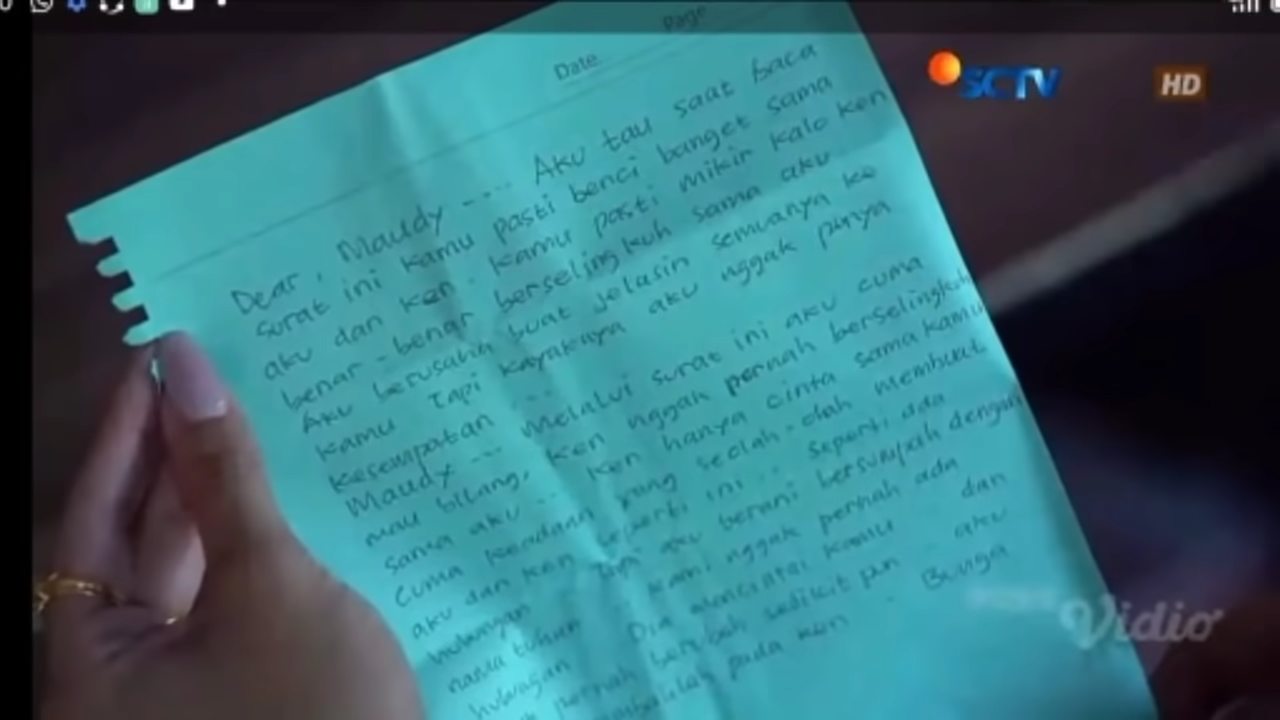 Page
Date
SCTV
HD
Dear, Maudy ---- Aku tau saat baca
surat ini kamu pasti benci banget sama
aku dan ken. kamu pasti mikir kalo ken
benar-benar berselingkuh sama aku
Aku berusaha buat jelasin semuanya ke
kamu Tapi kayaknya aku nggak punya
kesempatan ..
Maudy --- Melalui surat ini aku cuma
mau bilang, ken nggak pernah berselingkuh
sama aku .. ken hanya cinta sama kamu
cuma keadaan yang seolah-olah membuat
aku dan ken seperti ini .. seperti ada
hubungan aku berani bersumpah dengan
nama tuhan kami nggak pernah ada
hubungan Dia mencintai kamu dan
pernah berubah sedikit pun aku
pada ken - Bunga
Vidio